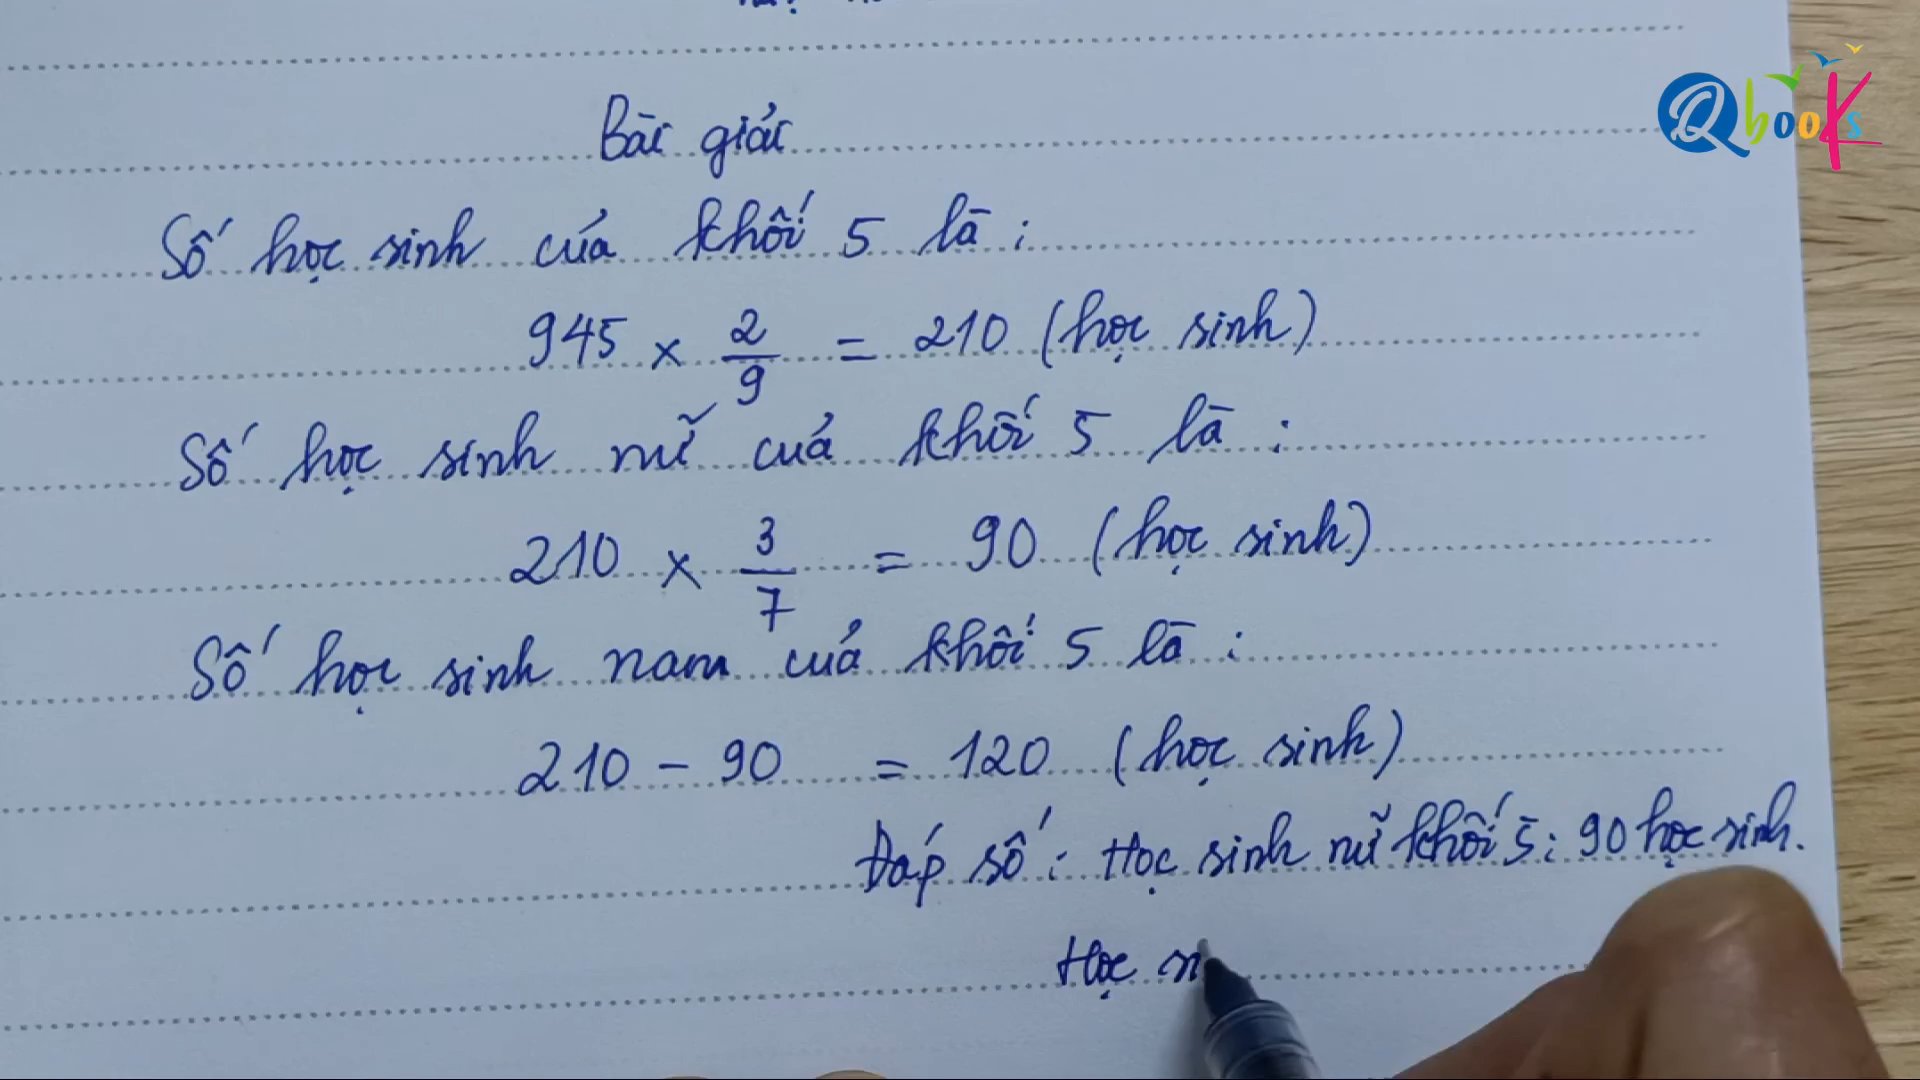 Bài giải
Số học sinh của khối 5 là:
945 × 2/9 = 210 (học sinh)
Số học sinh nữ của khối 5 là:
210 × 3/7 = 90 (học sinh)
Số học sinh nam của khối 5 là:
210 - 90 = 120 (học sinh)
Đáp số: Học sinh nữ khối 5: 90 học sinh.
Học
Qbooks